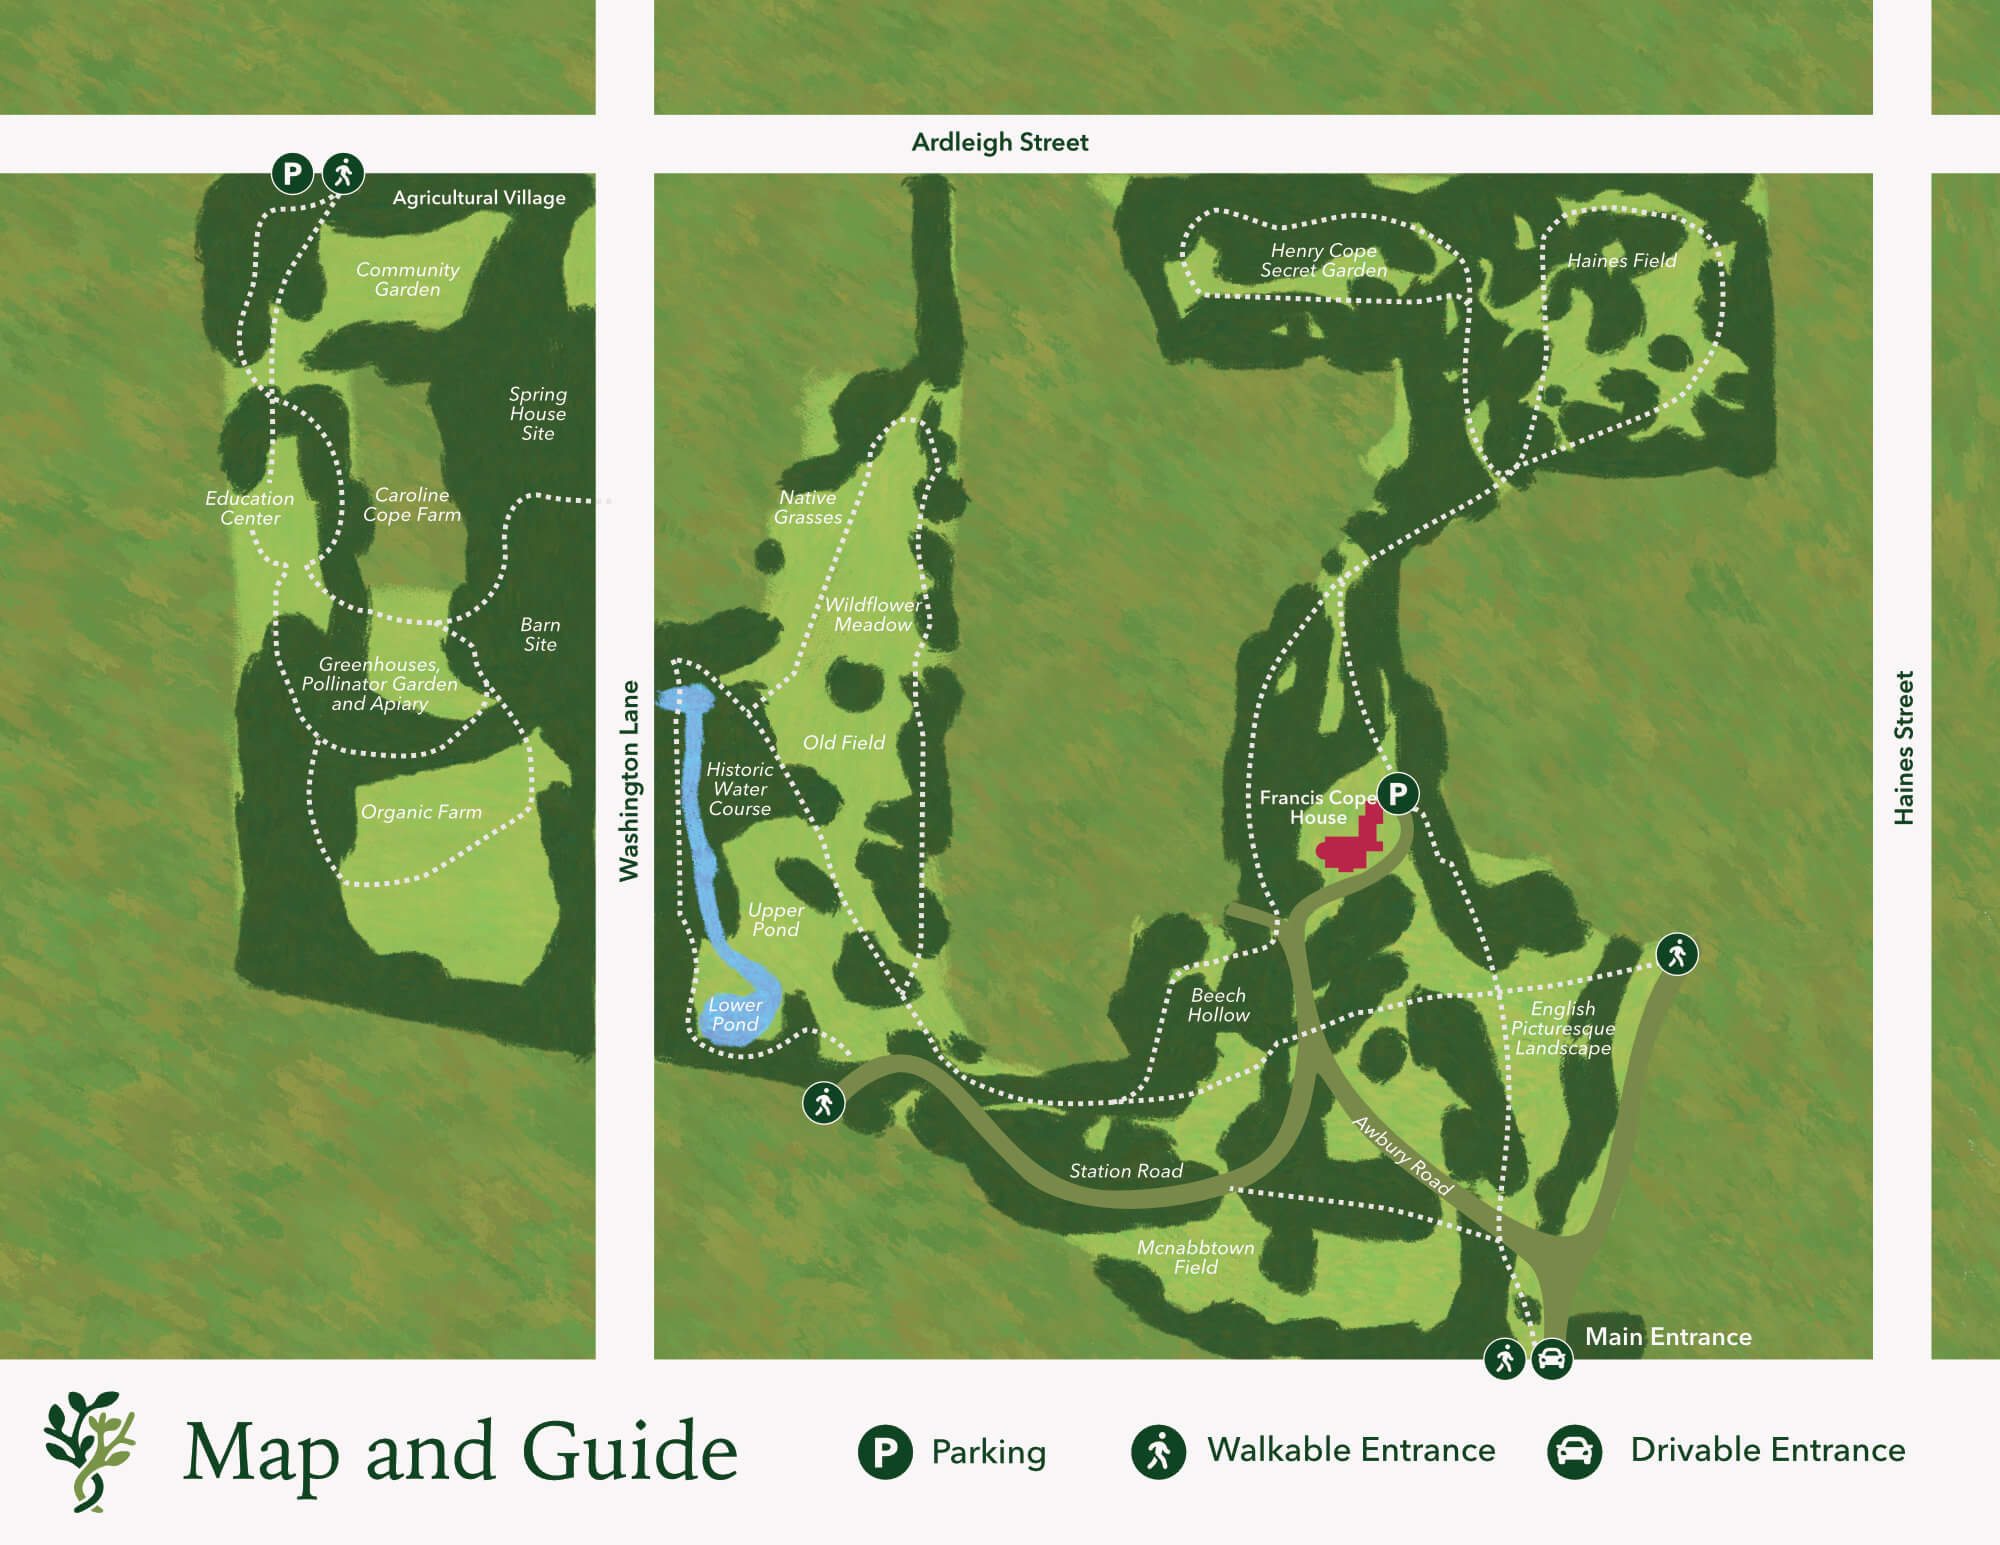 Ardleigh Street
P
Agricultural Village
Community
Garden
Henry Cope
Secret Garden
Haines Field
Spring
House
Site
Education
Center
Caroline
Cope Farm
Native
Grasses
Wildflower
Meadow
Barn
Site
Greenhouses,
Pollinator Garden
and Apiary
Washington Lane
Haines Street
Old Field
Historic
Water
Course
Organic Farm
Francis Cope
House
P
Upper
Pond
Lower
Pond
Beech
Hollow
English
Picturesque
Landscape
Station Road
Awbury Road
Mcnabbtown
Field
Main Entrance
Map and Guide
P Parking
Walkable Entrance
Drivable Entrance